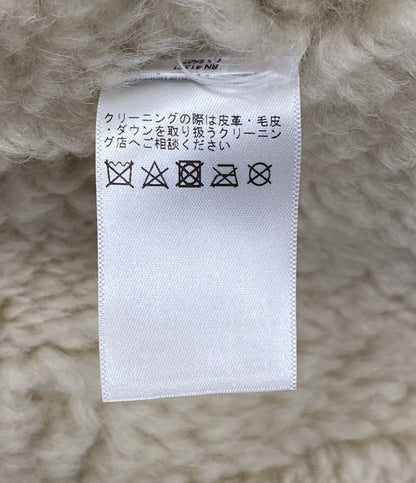 クリーニングの際は皮革・毛皮
・ダウンを取り扱うクリーニン
グ店へご相談ください